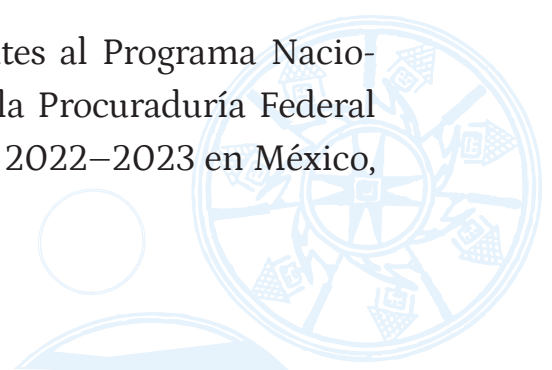 tes al Programa Nacio-
la Procuraduría Federal
2022–2023 en México,